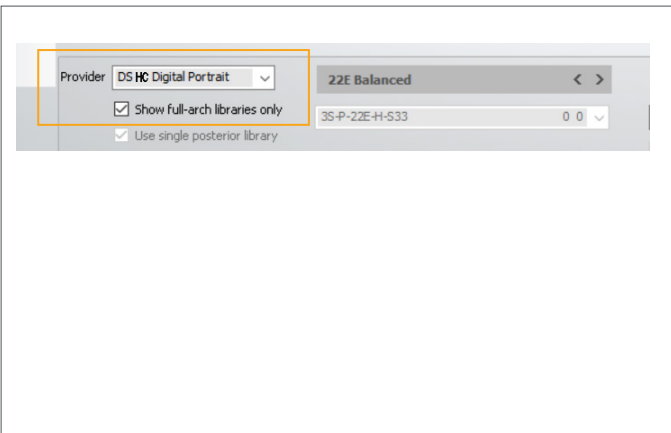 Provider DS HC Digital Portrait
22E Balanced < >
Show full-arch libraries only
3S-P-22E-H-S33 0 0
Use single posterior library